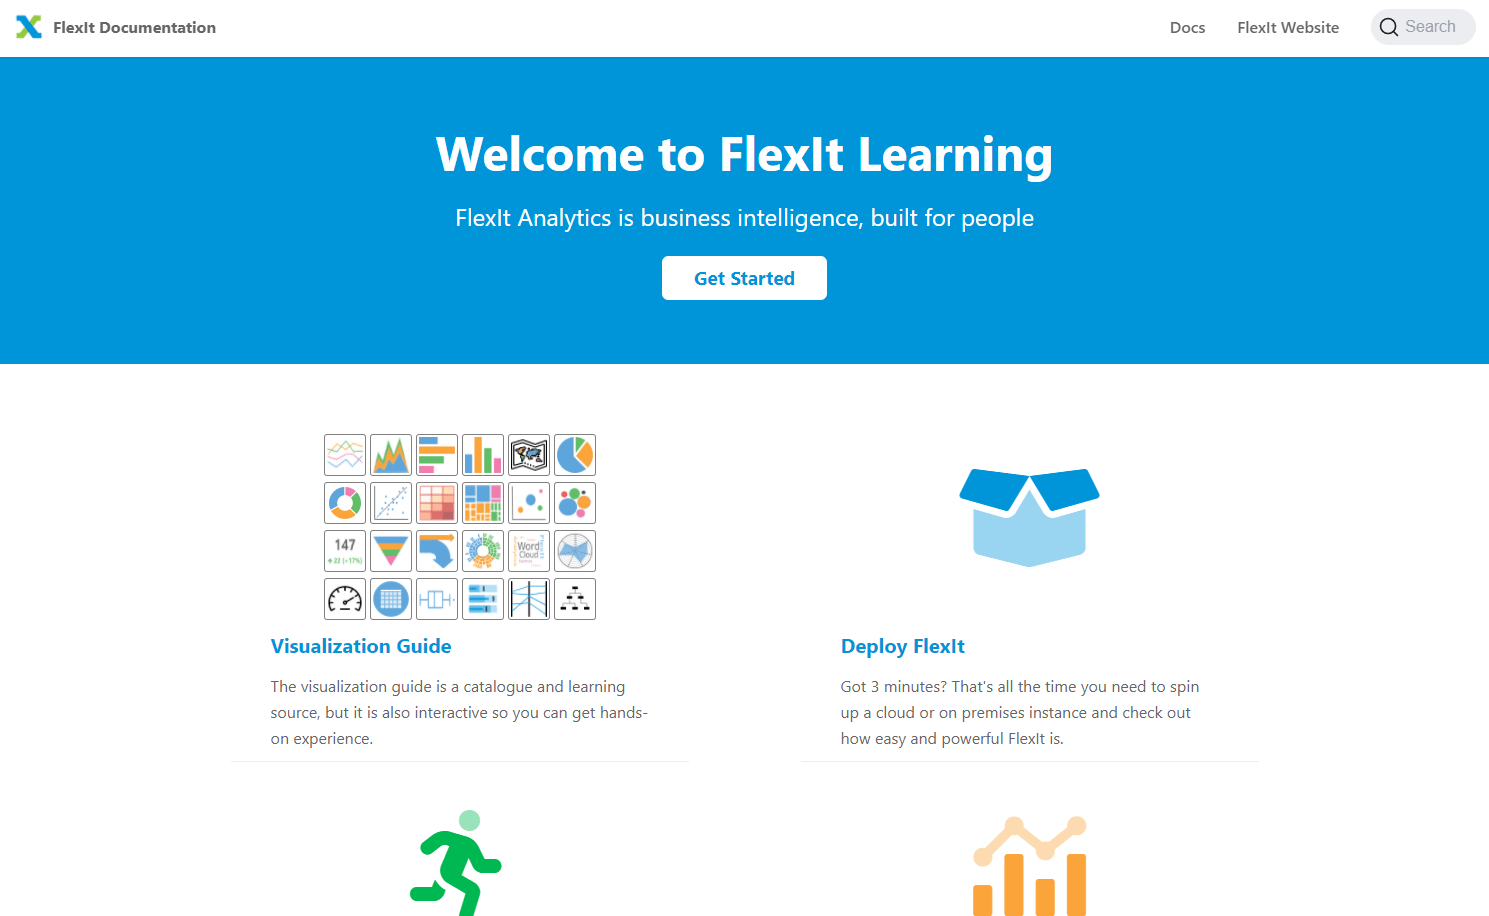 FlexIt Documentation
Docs
FlexIt Website
Search
Welcome to FlexIt Learning
FlexIt Analytics is business intelligence, built for people
Get Started
147
+22 (+17%)
Word
Cloud
Visualization Guide
The visualization guide is a catalogue and learning
source, but it is also interactive so you can get hands-
on experience.
Deploy FlexIt
Got 3 minutes? That's all the time you need to spin
up a cloud or on premises instance and check out
how easy and powerful FlexIt is.